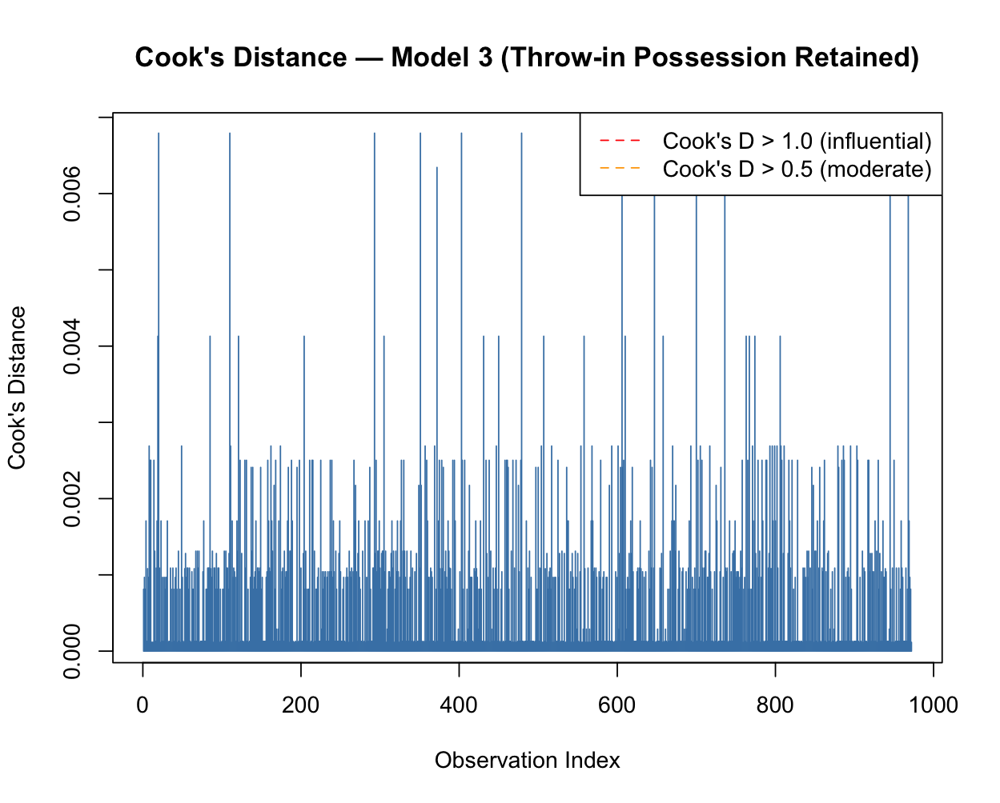 Cook's Distance — Model 3 (Throw-in Possession Retained)
Cook's D > 1.0 (influential)
Cook's D > 0.5 (moderate)
Cook's Distance
0.006
0.004
0.002
0.000
0 200 400 600 800 1000
Observation Index